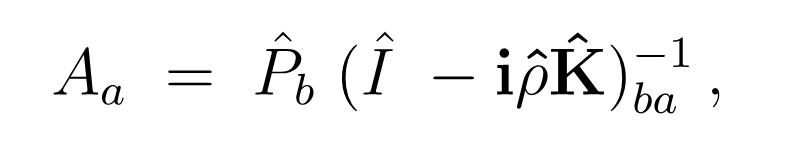 $A_a \ = \ \hat{P}_b \ (\hat{I} \ - \mathbf{i}\hat{\rho}\hat{\mathbf{K}})^{-1}_{ba} \ ,$